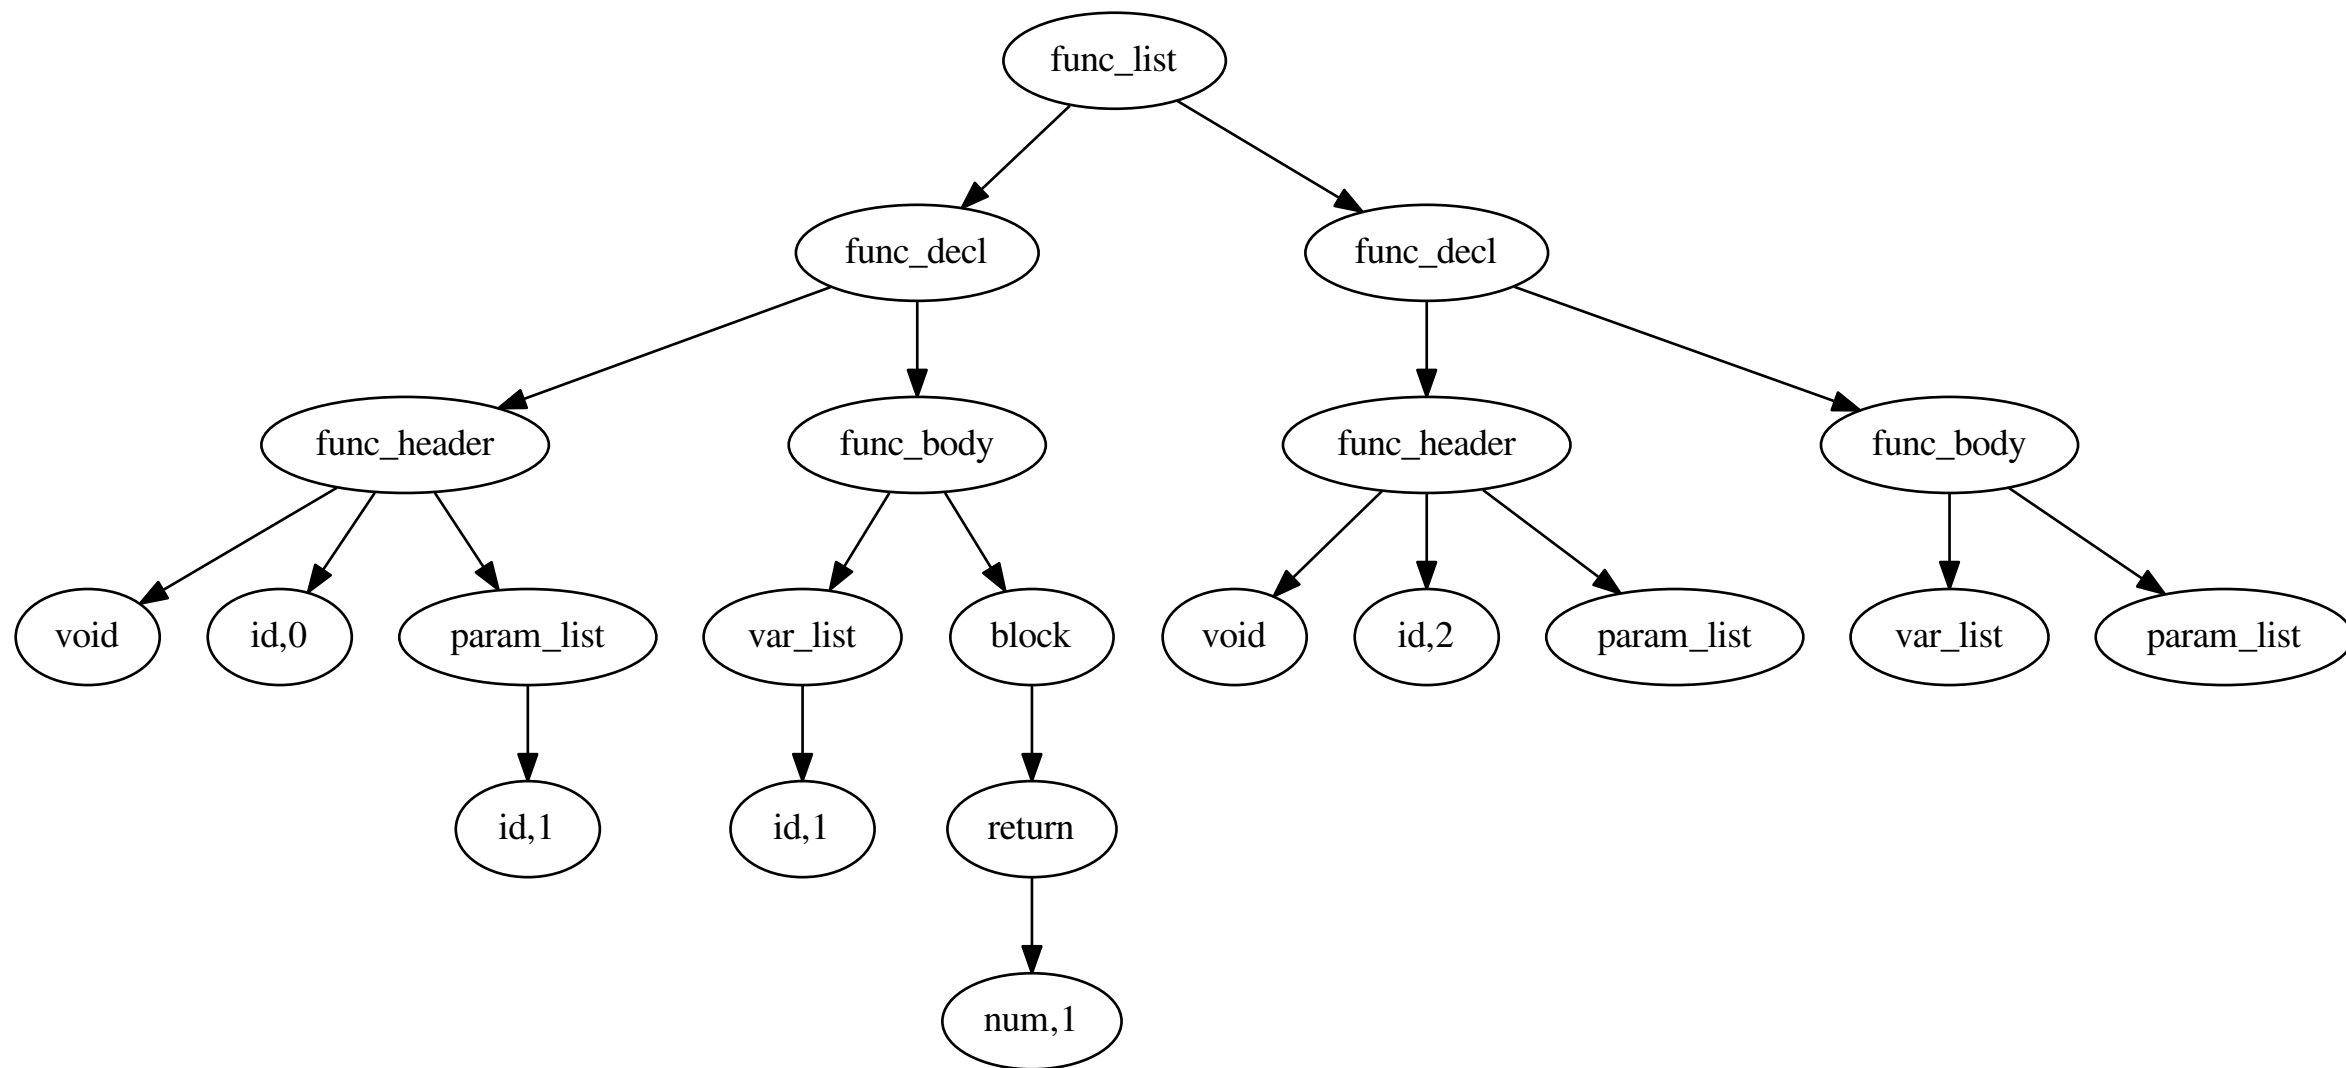 func_list
func_decl
func_decl
func_header
func_body
func_header
func_body
void
id,0
param_list
var_list
block
void
id,2
param_list
var_list
param_list
id,1
id,1
return
num,1